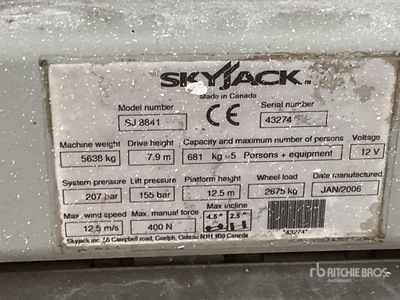 SKYJACK™
Made in Canada
Model number Serial number
SJ 8841 CE 43274
Machine weight Drive height Capacity and maximum number of persons Voltage
5638 kg 7.9 m 681 kg =5 Persons + equipment 12 V
System pressure Lift pressure Platform height Wheel load Date manufactured
207 bar 155 bar 12.5 m 2675 kg JAN/2006
Max. wind speed Max. manual force Max incline
12.5 m/s 400 N 4.5° 2.5°
*43274*
Skyjack inc. 55 Campbell road, Guelph, Ontario N1H 1B9 Canada
rb RITCHIE BROS